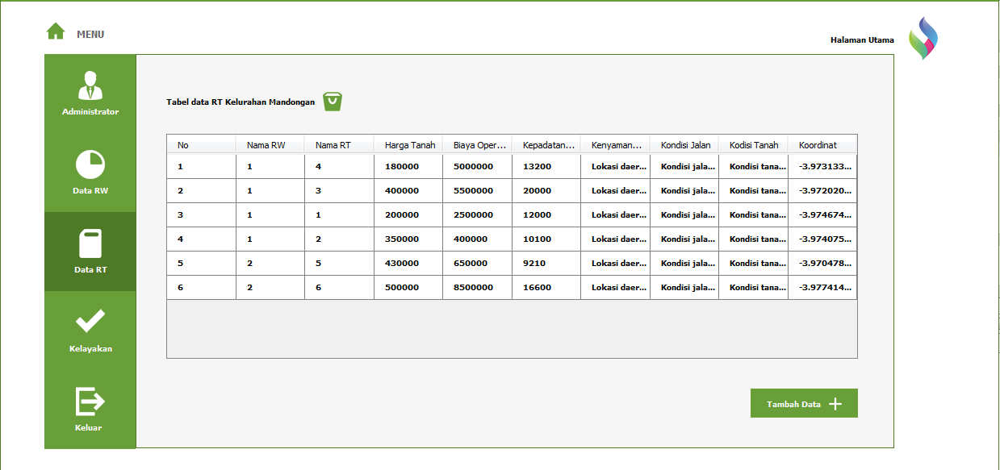 MENU
Halaman Utama
Administrator
Data RW
Data RT
Kelayakan
Keluar
Tabel data RT Kelurahan Mandongan
No Nama RW Nama RT Harga Tanah Biaya Oper... Kepadatan... Kenyaman... Kondisi Jalan Kodisi Tanah Koordinat
1 1 4 180000 5000000 13200 Lokasi daer... Kondisi jala... Kondisi tana... -3.973133...
2 1 3 400000 5500000 20000 Lokasi daer... Kondisi jala... Kondisi tana... -3.972020...
3 1 1 200000 2500000 12000 Lokasi daer... Kondisi jala... Kondisi tana... -3.974674...
4 1 2 350000 400000 10100 Lokasi daer... Kondisi jala... Kondisi tana... -3.974075...
5 2 5 430000 650000 9210 Lokasi daer... Kondisi jala... Kondisi tana... -3.970478...
6 2 6 500000 8500000 16600 Lokasi daer... Kondisi jala... Kondisi tana... -3.977414...
Tambah Data